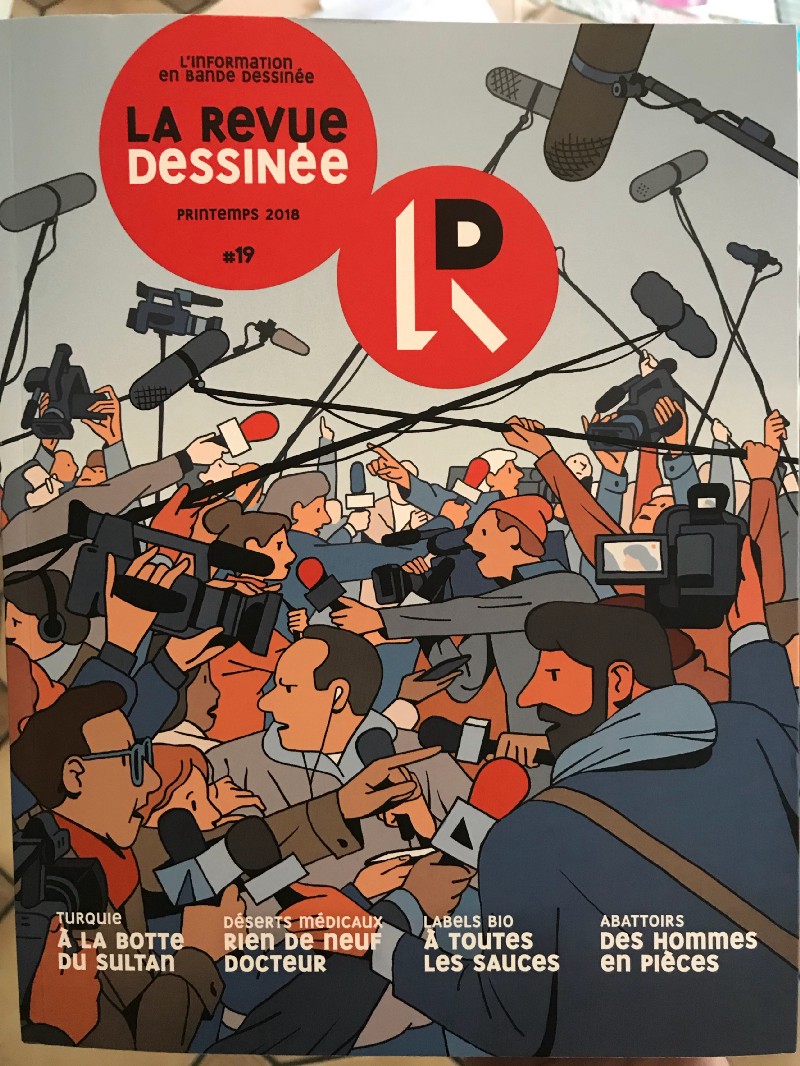 L'INFORMATION
EN BANDE DESSINÉE
LA REVUE
DESSINÉE
PRINTEMPS 2018
#19
RD
TURQUIE
À LA BOTTE
DU SULTAN
DÉSERTS MÉDICAUX
RIEN DE NEUF
DOCTEUR
LABELS BIO
À TOUTES
LES SAUCES
ABATTOIRS
DES HOMMES
EN PIÈCES